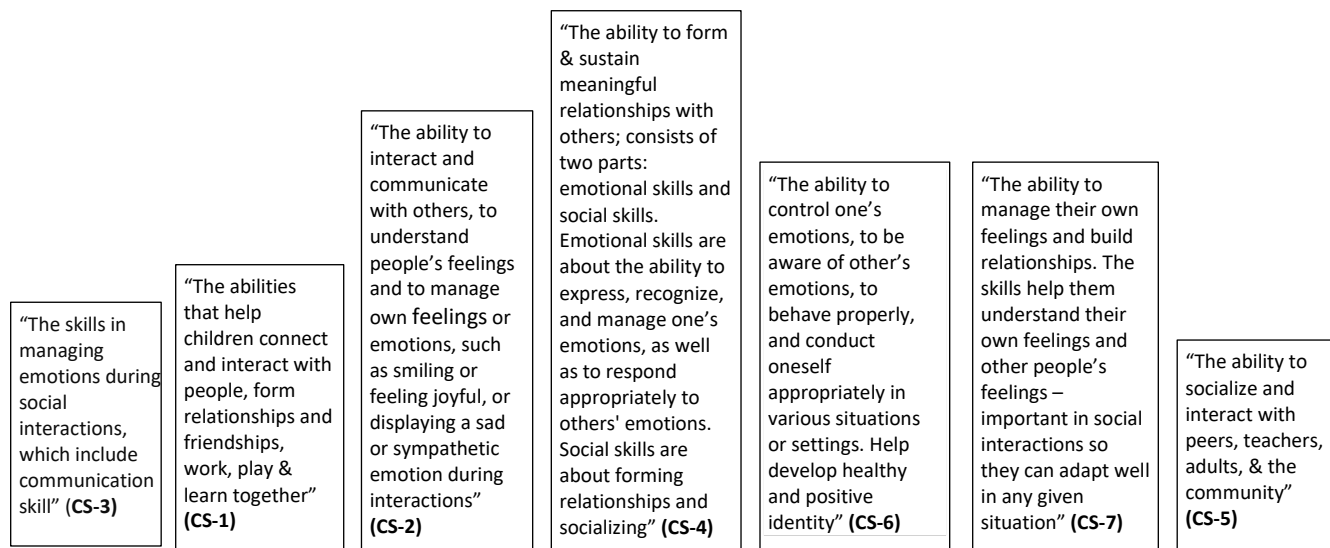 “The skills in
managing
emotions during
social
interactions,
which include
communication
skill” (CS-3)
“The abilities
that help
children connect
and interact with
people, form
relationships and
friendships,
work, play &
learn together”
(CS-1)
“The ability to
interact and
communicate
with others, to
understand
people’s feelings
and to manage
own feelings or
emotions, such
as smiling or
feeling joyful, or
displaying a sad
or sympathetic
emotion during
interactions”
(CS-2)
“The ability to form
& sustain
meaningful
relationships with
others; consists of
two parts:
emotional skills and
social skills.
Emotional skills are
about the ability to
express, recognize,
and manage one’s
emotions, as well
as to respond
appropriately to
others' emotions.
Social skills are
about forming
relationships and
socializing” (CS-4)
“The ability to
control one’s
emotions, to be
aware of other’s
emotions, to
behave properly,
and conduct
oneself
appropriately in
various situations
or settings. Help
develop healthy
and positive
identity” (CS-6)
“The ability to
manage their own
feelings and build
relationships. The
skills help them
understand their
own feelings and
other people’s
feelings –
important in social
interactions so
they can adapt well
in any given
situation” (CS-7)
“The ability to
socialize and
interact with
peers, teachers,
adults, & the
community”
(CS-5)